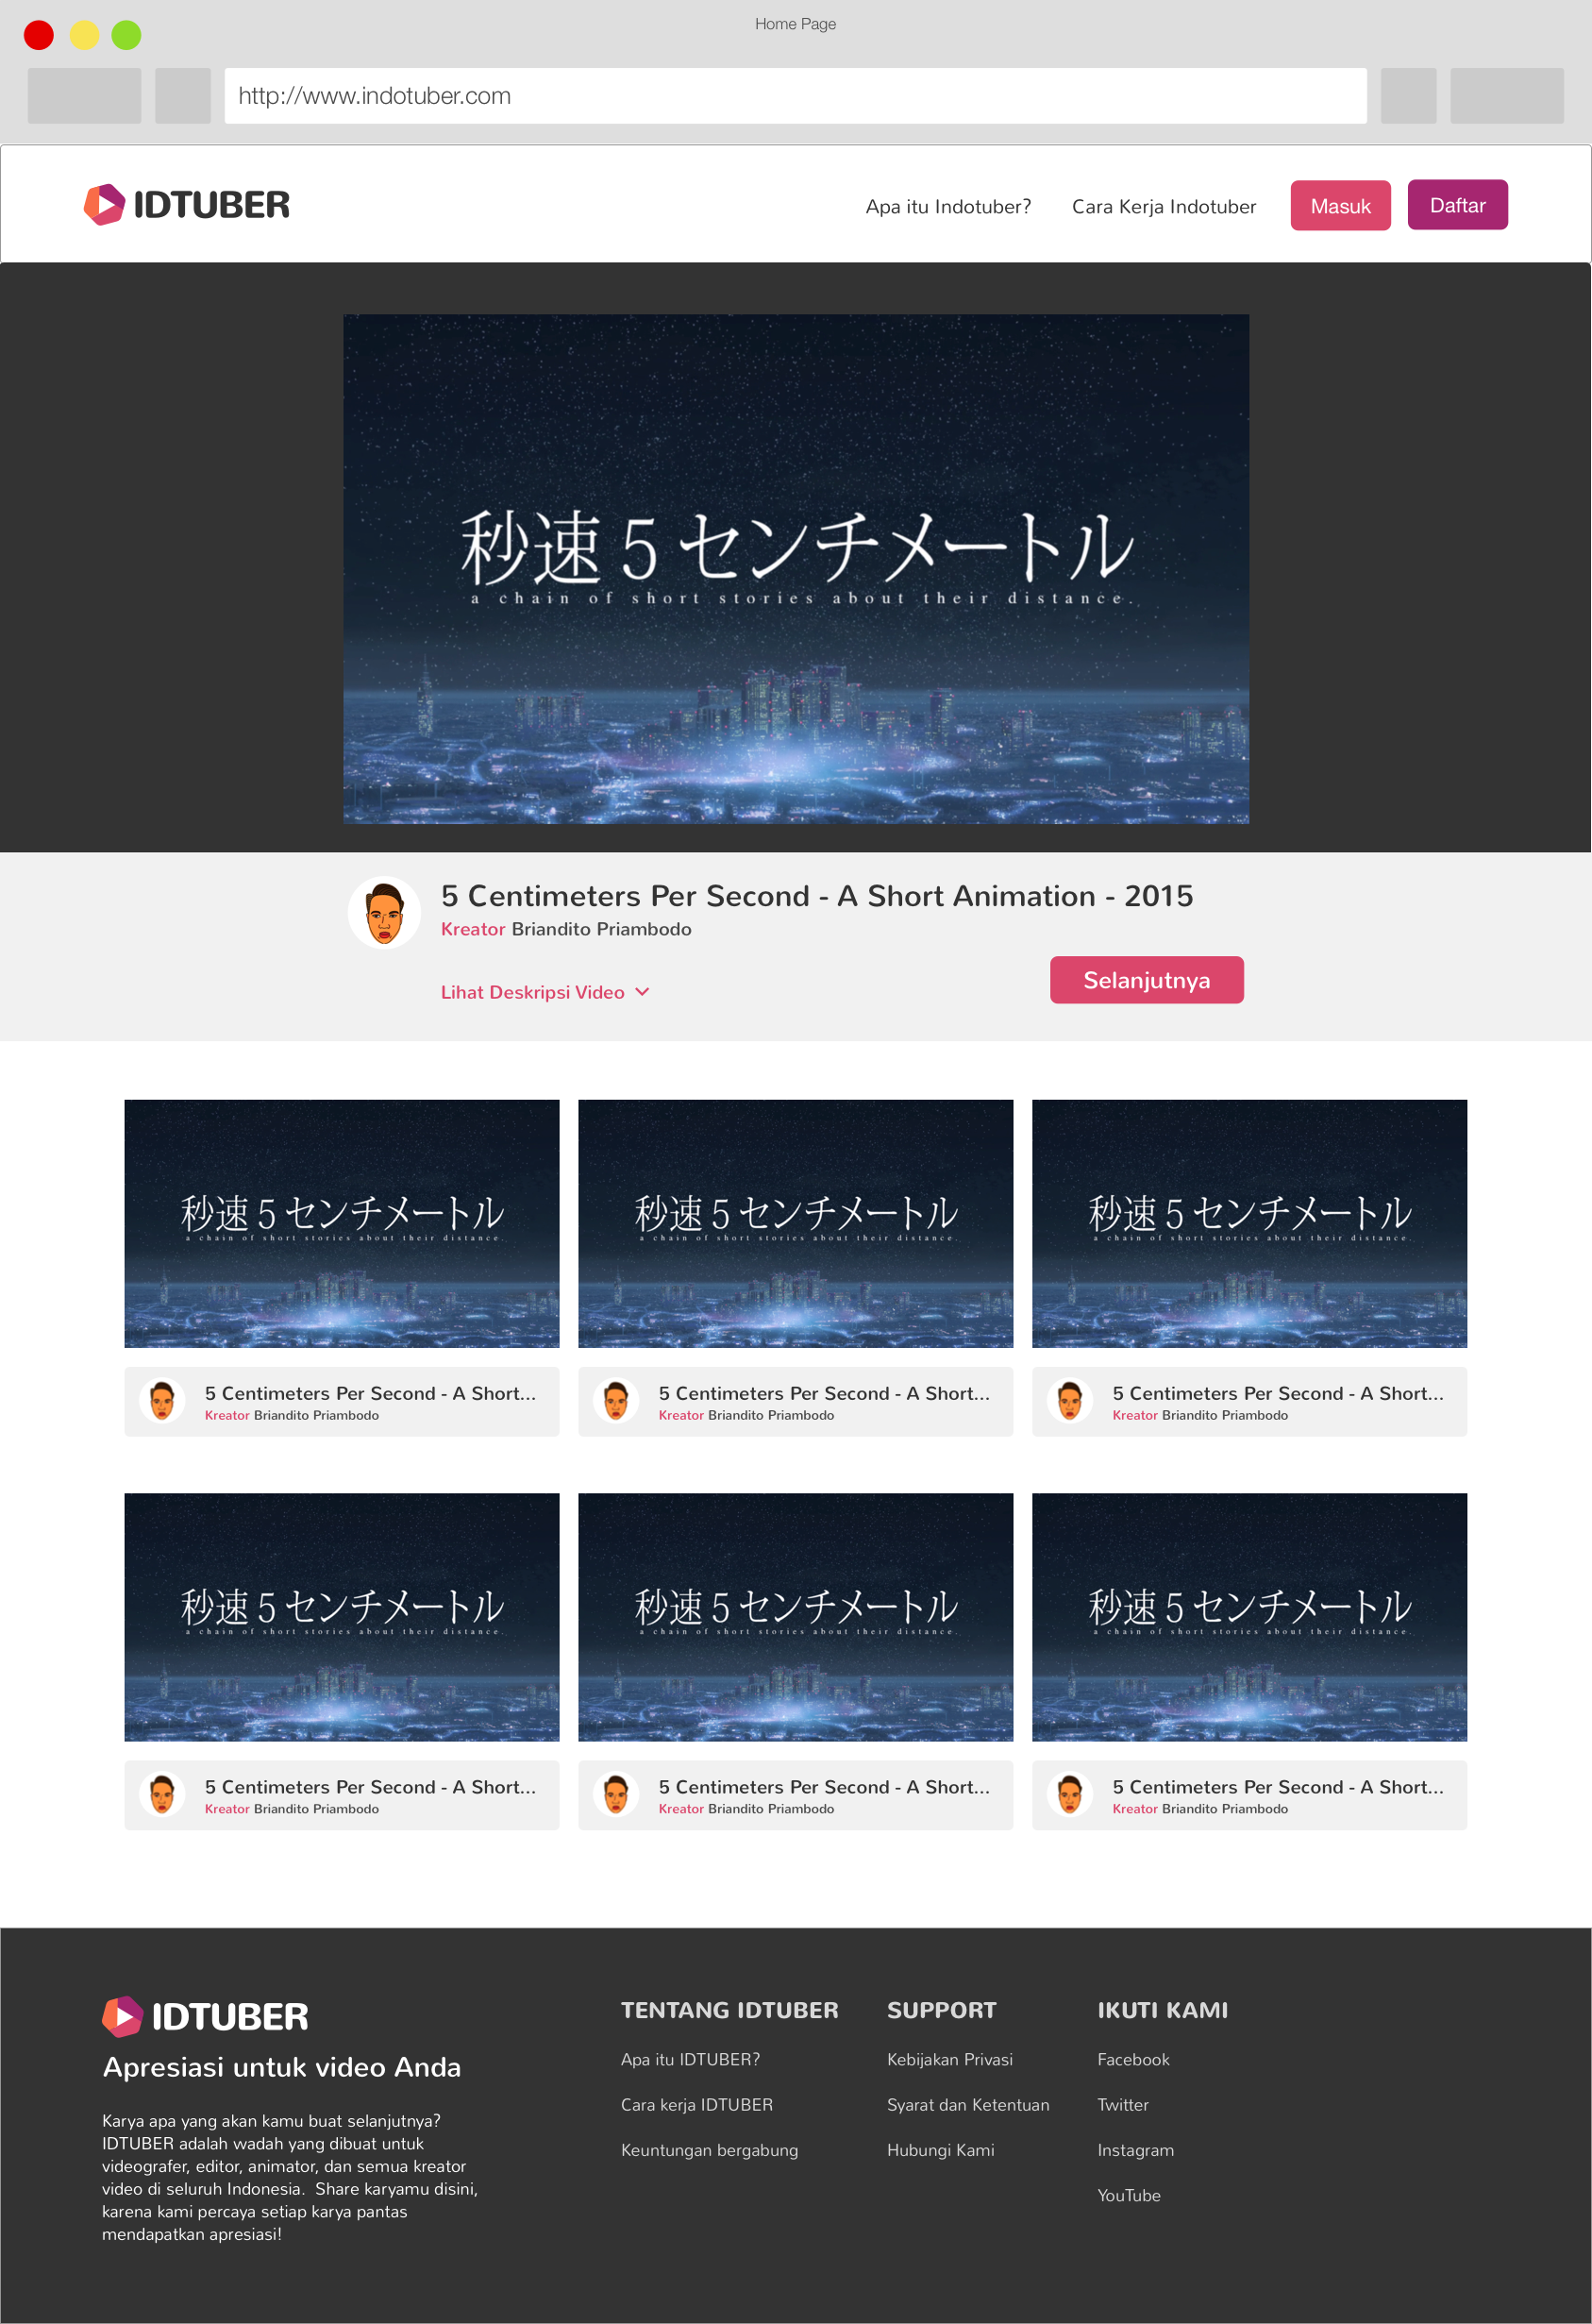 Home Page
http://www.indotuber.com
IDTUBER
Apa itu Indotuber?
Cara Kerja Indotuber
Masuk
Daftar
秒速5センチメートル
a chain of short stories about their distance.
5 Centimeters Per Second - A Short Animation - 2015
Kreator Briandito Priambodo
Lihat Deskripsi Video
Selanjutnya
秒速5センチメートル
a chain of short stories about their distance.
秒速5センチメートル
a chain of short stories about their distance.
秒速5センチメートル
a chain of short stories about their distance.
5 Centimeters Per Second - A Short...
Kreator Briandito Priambodo
5 Centimeters Per Second - A Short...
Kreator Briandito Priambodo
5 Centimeters Per Second - A Short...
Kreator Briandito Priambodo
秒速5センチメートル
a chain of short stories about their distance.
秒速5センチメートル
a chain of short stories about their distance.
秒速5センチメートル
a chain of short stories about their distance.
5 Centimeters Per Second - A Short...
Kreator Briandito Priambodo
5 Centimeters Per Second - A Short...
Kreator Briandito Priambodo
5 Centimeters Per Second - A Short...
Kreator Briandito Priambodo
IDTUBER
Apresiasi untuk video Anda
Karya apa yang akan kamu buat selanjutnya?
IDTUBER adalah wadah yang dibuat untuk
videografer, editor, animator, dan semua kreator
video di seluruh Indonesia.  Share karyamu disini,
karena kami percaya setiap karya pantas
mendapatkan apresiasi!
TENTANG IDTUBER
Apa itu IDTUBER?
Cara kerja IDTUBER
Keuntungan bergabung
SUPPORT
Kebijakan Privasi
Syarat dan Ketentuan
Hubungi Kami
IKUTI KAMI
Facebook
Twitter
Instagram
YouTube